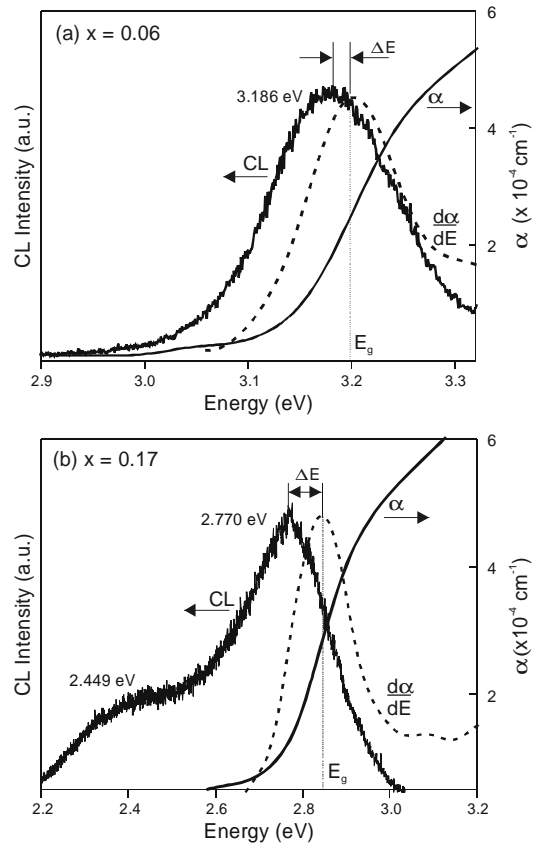 (a) x = 0.06
ΔE
3.186 eV
α
CL
dα
dE
E_g
CL Intensity (a.u.)
α (x 10⁻⁴ cm⁻¹)
6
4
2
2.9 3.0 3.1 3.2 3.3
Energy (eV)
(b) x = 0.17
ΔE
2.770 eV
α
CL
2.449 eV
dα
dE
E_g
CL Intensity (a.u.)
α (x10⁻⁴ cm⁻¹)
6
4
2
2.2 2.4 2.6 2.8 3.0 3.2
Energy (eV)